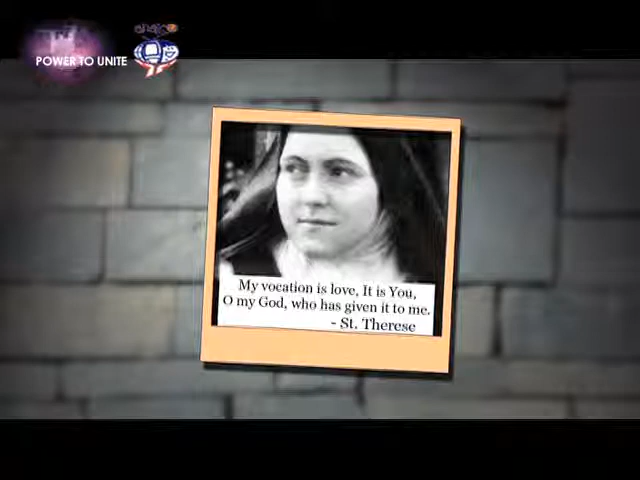 POWER TO UNITE
My vocation is love, It is You,
O my God, who has given it to me.
- St. Therese